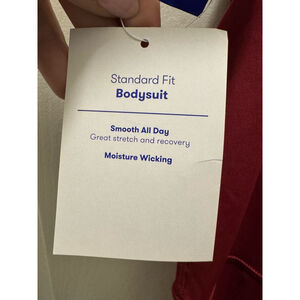 Standard Fit
Bodysuit
Smooth All Day
Great stretch and recovery
Moisture Wicking